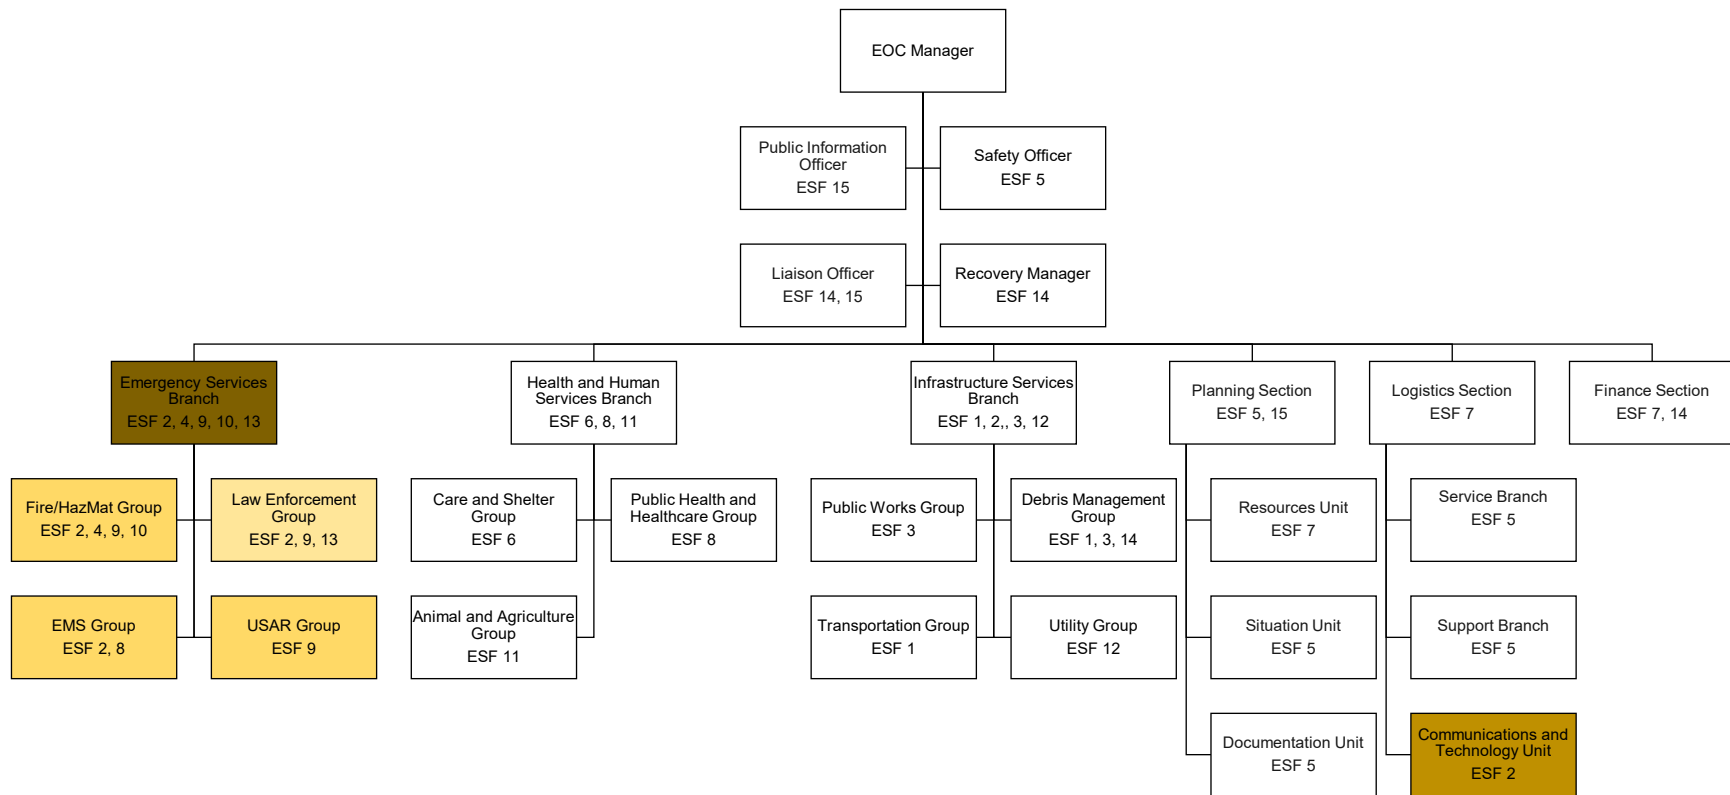 EOC Manager
Public Information
Officer
ESF 15
Safety Officer
ESF 5
Liaison Officer
ESF 14, 15
Recovery Manager
ESF 14
Emergency Services
Branch
ESF 2, 4, 9, 10, 13
Health and Human
Services Branch
ESF 6, 8, 11
Infrastructure Services
Branch
ESF 1, 2,, 3, 12
Planning Section
ESF 5, 15
Logistics Section
ESF 7
Finance Section
ESF 7, 14
Fire/HazMat Group
ESF 2, 4, 9, 10
Law Enforcement
Group
ESF 2, 9, 13
Care and Shelter
Group
ESF 6
Public Health and
Healthcare Group
ESF 8
Public Works Group
ESF 3
Debris Management
Group
ESF 1, 3, 14
Resources Unit
ESF 7
Service Branch
ESF 5
EMS Group
ESF 2, 8
USAR Group
ESF 9
Animal and Agriculture
Group
ESF 11
Transportation Group
ESF 1
Utility Group
ESF 12
Situation Unit
ESF 5
Support Branch
ESF 5
Documentation Unit
ESF 5
Communications and
Technology Unit
ESF 2